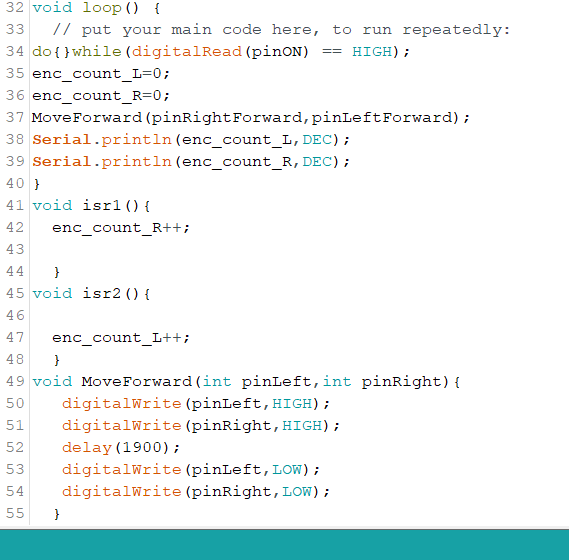 32 void loop() {
33   // put your main code here, to run repeatedly:
34 do{}while(digitalRead(pinON) == HIGH);
35 enc_count_L=0;
36 enc_count_R=0;
37 MoveForward(pinRightForward,pinLeftForward);
38 Serial.println(enc_count_L,DEC);
39 Serial.println(enc_count_R,DEC);
40 }
41 void isr1(){
42   enc_count_R++;
43
44   }
45 void isr2(){
46
47   enc_count_L++;
48   }
49 void MoveForward(int pinLeft,int pinRight){
50    digitalWrite(pinLeft,HIGH);
51    digitalWrite(pinRight,HIGH);
52    delay(1900);
53    digitalWrite(pinLeft,LOW);
54    digitalWrite(pinRight,LOW);
55   }